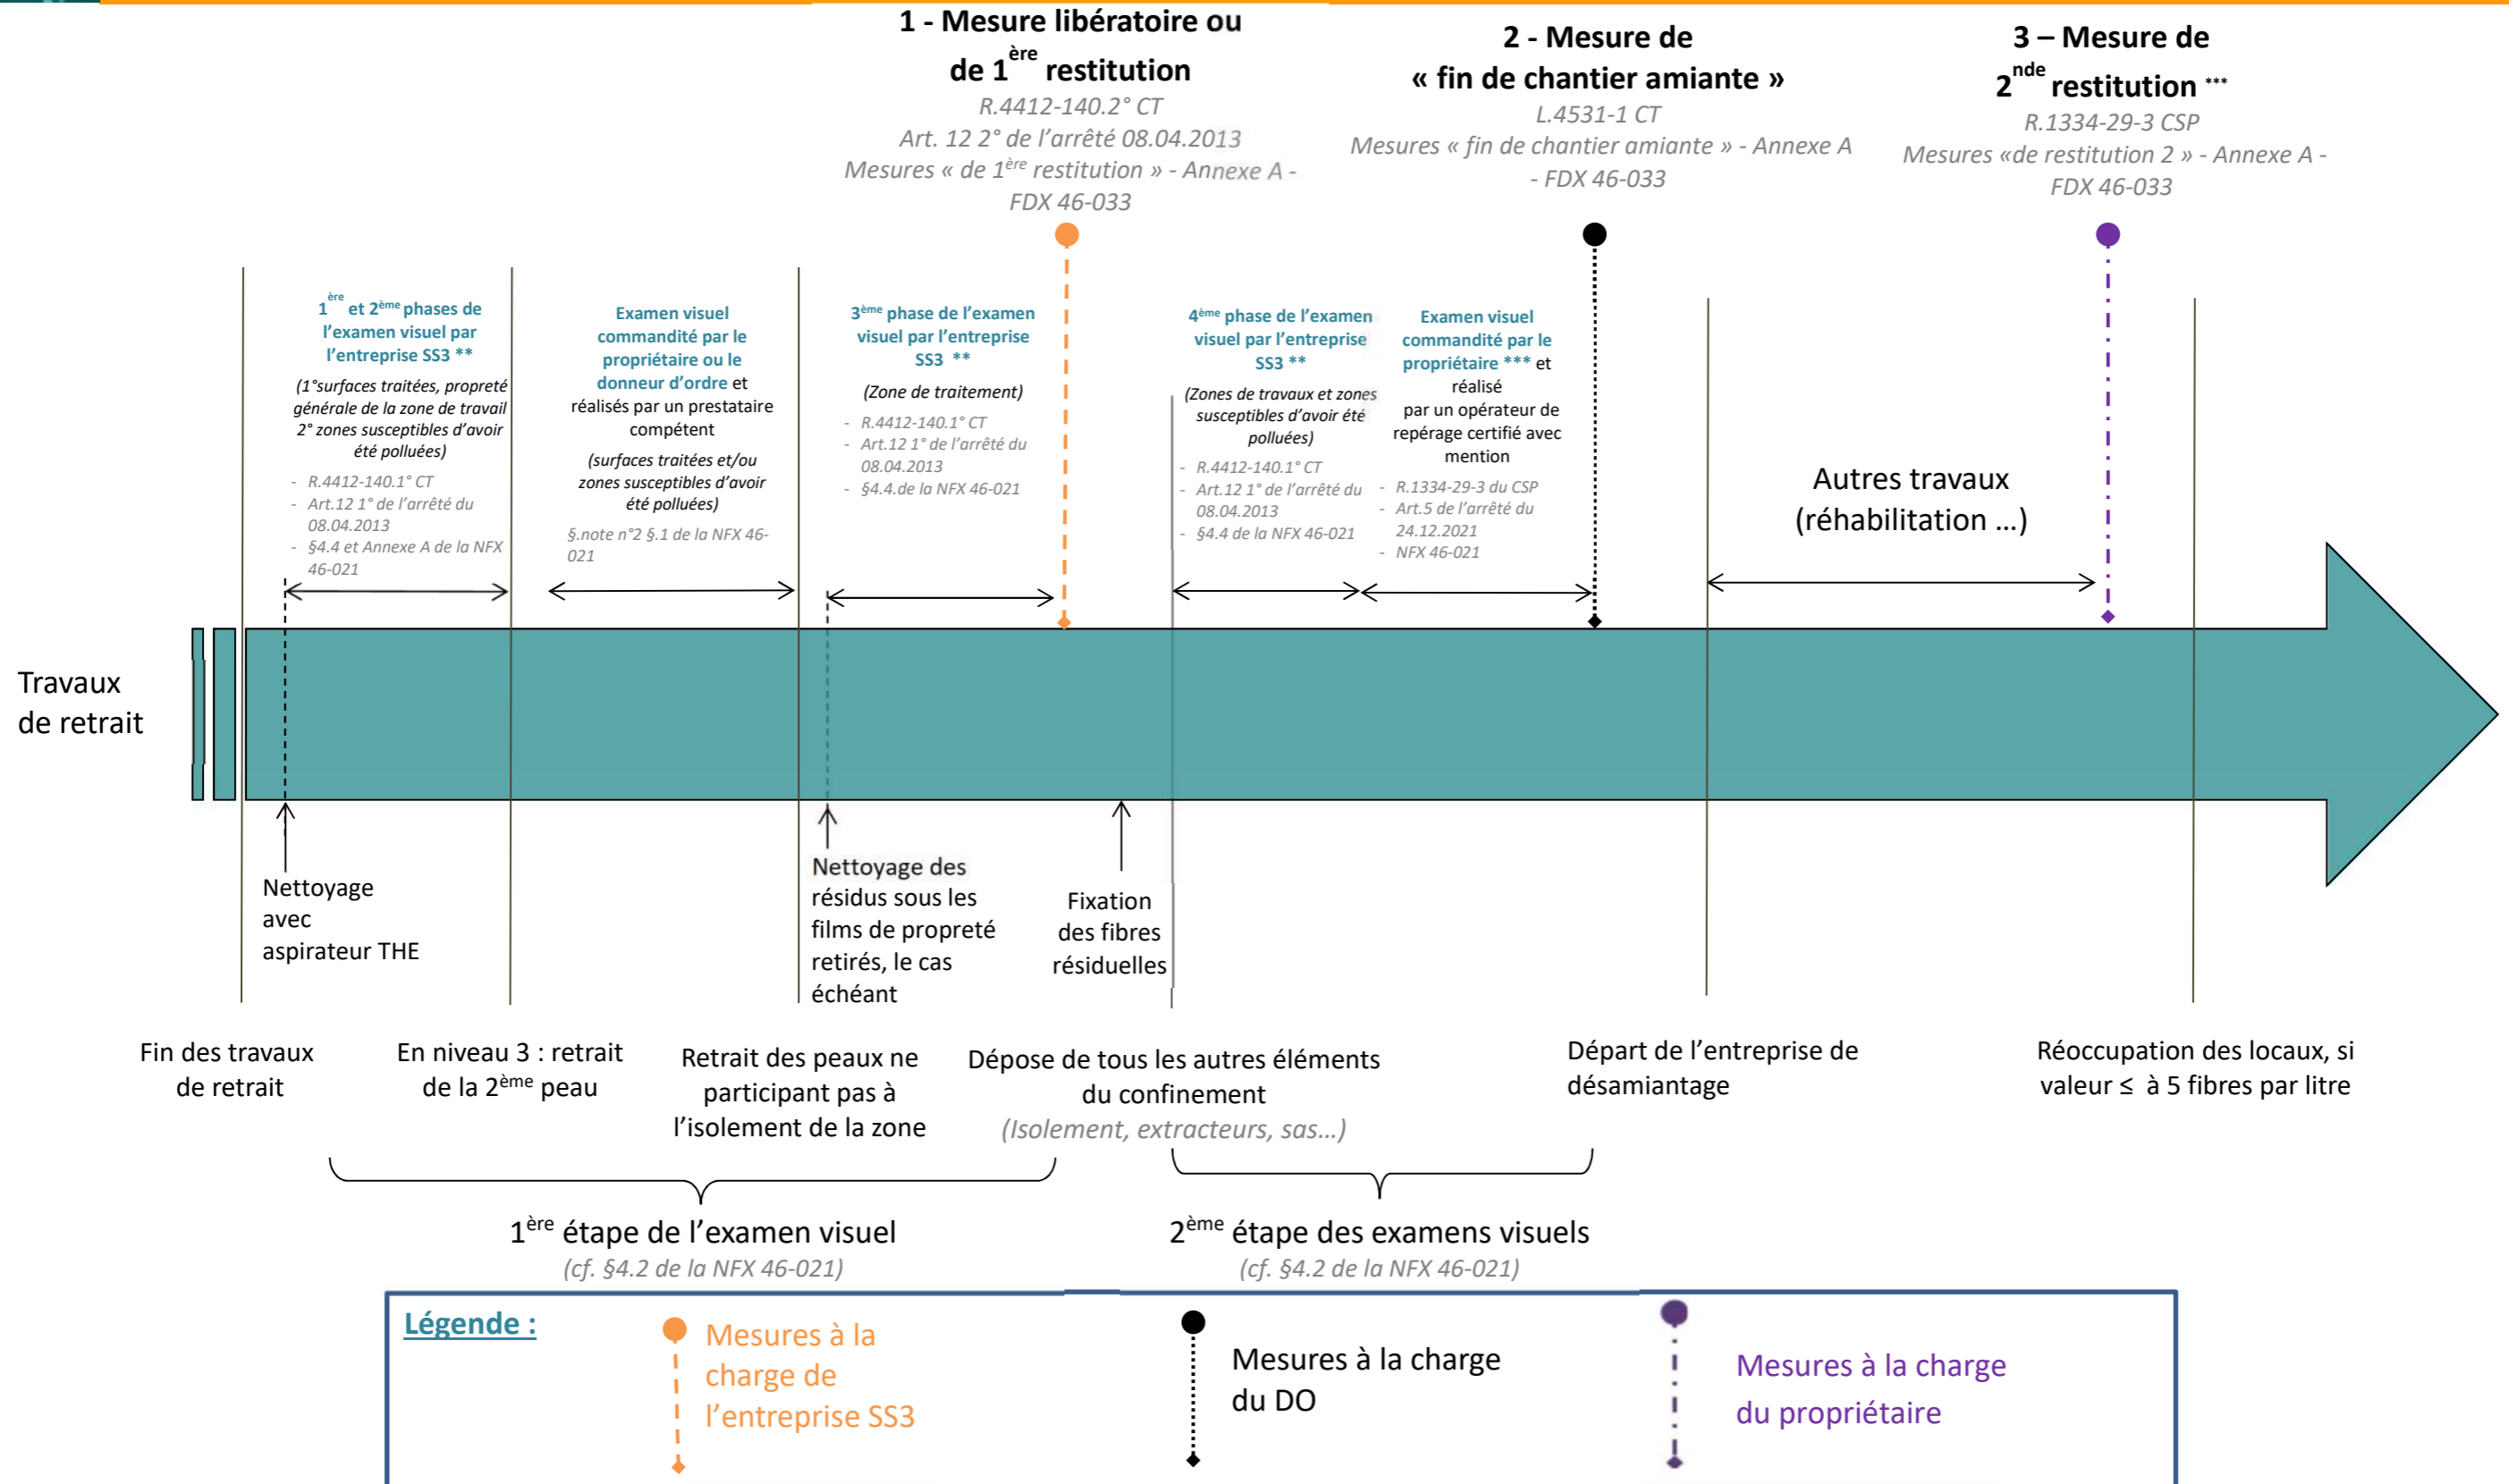 1 - Mesure libératoire ou
de 1ère restitution
R.4412-140.2° CT
Art. 12 2° de l'arrêté 08.04.2013
Mesures « de 1ère restitution » - Annexe A -
FDX 46-033
2 - Mesure de
« fin de chantier amiante »
L.4531-1 CT
Mesures « fin de chantier amiante » - Annexe A
- FDX 46-033
3 – Mesure de
2nde restitution ***
R.1334-29-3 CSP
Mesures «de restitution 2 » - Annexe A -
FDX 46-033
1ère et 2ème phases de
l'examen visuel par
l'entreprise SS3 **
(1°surfaces traitées, propreté
générale de la zone de travail
2° zones susceptibles d'avoir
été polluées)
- R.4412-140.1° CT
- Art.12 1° de l'arrêté du
08.04.2013
- §4.4 et Annexe A de la NFX
46-021
Examen visuel
commandité par le
propriétaire ou le
donneur d'ordre et
réalisés par un prestataire
compétent
(surfaces traitées et/ou
zones susceptibles d'avoir
été polluées)
§.note n°2 §.1 de la NFX 46-
021
3ème phase de l'examen
visuel par l'entreprise
SS3 **
(Zone de traitement)
- R.4412-140.1° CT
- Art.12 1° de l'arrêté du
08.04.2013
- §4.4.de la NFX 46-021
4ème phase de l'examen
visuel par l'entreprise
SS3 **
(Zones de travaux et zones
susceptibles d'avoir été
polluées)
- R.4412-140.1° CT
- Art.12 1° de l'arrêté du
08.04.2013
- §4.4 de la NFX 46-021
Examen visuel
commandité par le
propriétaire *** et
réalisé
par un opérateur de
repérage certifié avec
mention
- R.1334-29-3 du CSP
- Art.5 de l'arrêté du
24.12.2021
- NFX 46-021
Autres travaux
(réhabilitation ...)
Travaux
de retrait
Nettoyage
avec
aspirateur THE
Nettoyage des
résidus sous les
films de propreté
retirés, le cas
échéant
Fixation
des fibres
résiduelles
Fin des travaux
de retrait
En niveau 3 : retrait
de la 2ème peau
Retrait des peaux ne
participant pas à
l'isolement de la zone
Dépose de tous les autres éléments
du confinement
(Isolement, extracteurs, sas...)
Départ de l'entreprise de
désamiantage
Réoccupation des locaux, si
valeur ≤ à 5 fibres par litre
1ère étape de l'examen visuel
(cf. §4.2 de la NFX 46-021)
2ème étape des examens visuels
(cf. §4.2 de la NFX 46-021)
Légende :
Mesures à la
charge de
l'entreprise SS3
Mesures à la charge
du DO
Mesures à la charge
du propriétaire